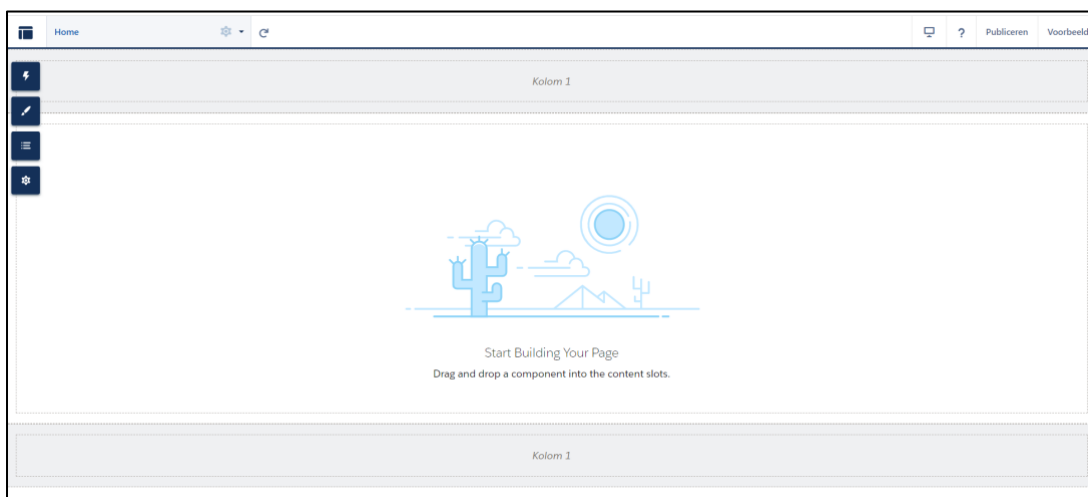 Home
?
Publiceren
Voorbeeld
Kolom 1
Start Building Your Page
Drag and drop a component into the content slots.
Kolom 1